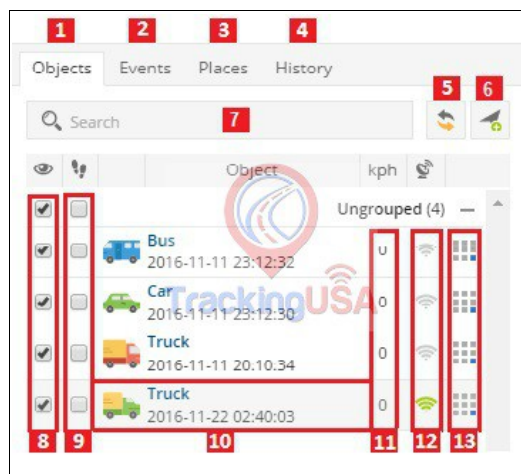 1 2 3 4
Objects Events Places History
5 6
Search 7
Object kph
Ungrouped (4)
Bus 0
2016-11-11 23:12:32
Car 0
2016-11-11 23:12:30
TrackingUSA
Truck 0
2016-11-11 20.10.34
Truck 0
2016-11-22 02:40:03
8 9 10 11 12 13